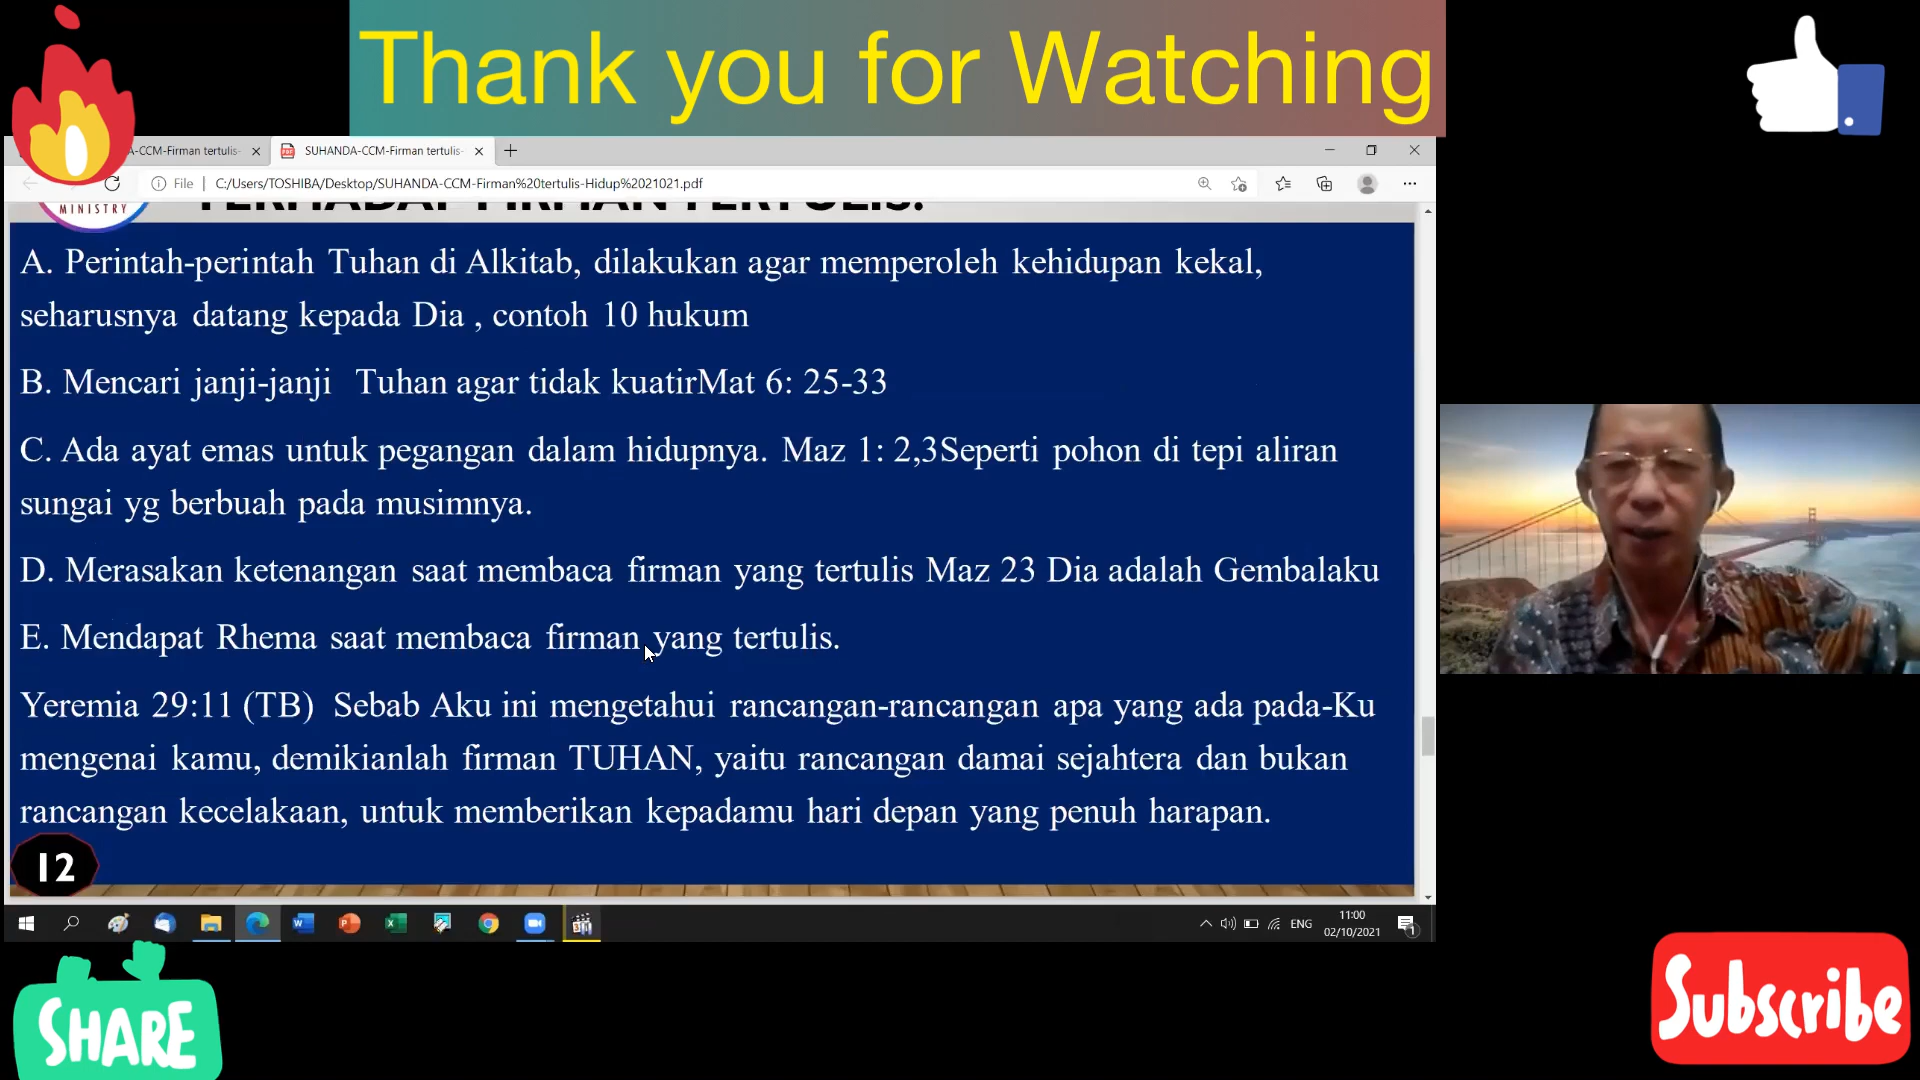 Thank you for Watching
A-CCM-Firman tertulis-
SUHANDA-CCM-Firman tertulis-
File
C:/Users/TOSHIBA/Desktop/SUHANDA-CCM-Firman%20tertulis-Hidup%2021021.pdf
MINISTRY
TERHADAP FIRMAN TERTULIS:
A. Perintah-perintah Tuhan di Alkitab, dilakukan agar memperoleh kehidupan kekal,
seharusnya datang kepada Dia , contoh 10 hukum
B. Mencari janji-janji Tuhan agar tidak kuatirMat 6: 25-33
C. Ada ayat emas untuk pegangan dalam hidupnya. Maz 1: 2,3Seperti pohon di tepi aliran
sungai yg berbuah pada musimnya.
D. Merasakan ketenangan saat membaca firman yang tertulis Maz 23 Dia adalah Gembalaku
E. Mendapat Rhema saat membaca firman yang tertulis.
Yeremia 29:11 (TB) Sebab Aku ini mengetahui rancangan-rancangan apa yang ada pada-Ku
mengenai kamu, demikianlah firman TUHAN, yaitu rancangan damai sejahtera dan bukan
rancangan kecelakaan, untuk memberikan kepadamu hari depan yang penuh harapan.
12
ENG
11:00
02/10/2021
1
SHARE
Subscribe